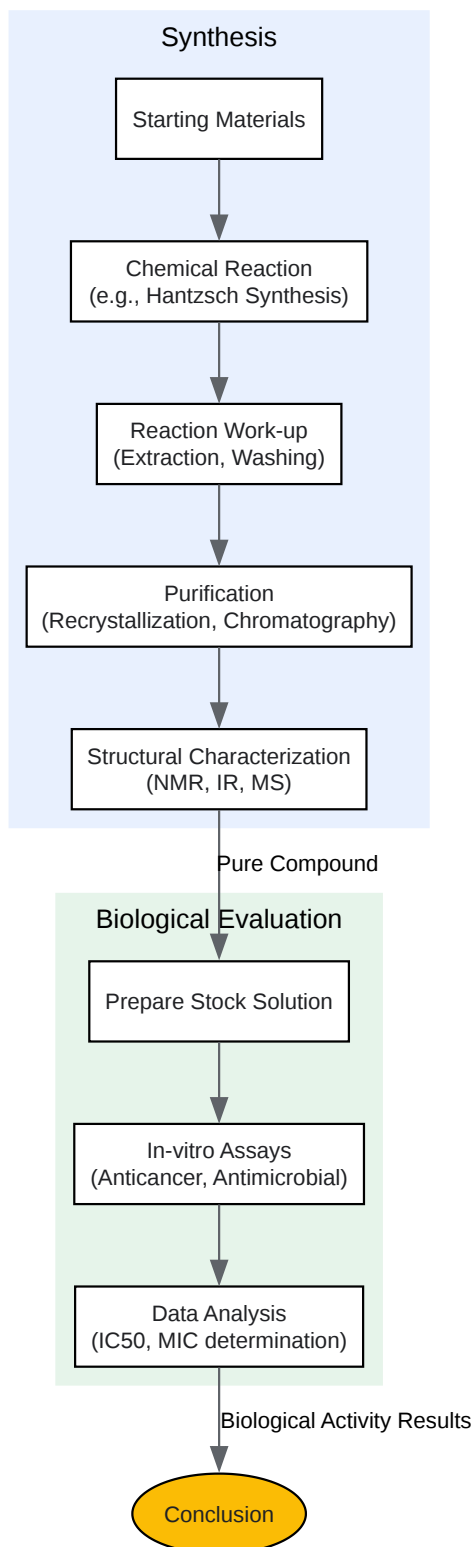 Synthesis
Starting Materials
Chemical Reaction
(e.g., Hantzsch Synthesis)
Reaction Work-up
(Extraction, Washing)
Purification
(Recrystallization, Chromatography)
Structural Characterization
(NMR, IR, MS)
Pure Compound
Biological Evaluation
Prepare Stock Solution
In-vitro Assays
(Anticancer, Antimicrobial)
Data Analysis
(IC50, MIC determination)
Biological Activity Results
Conclusion